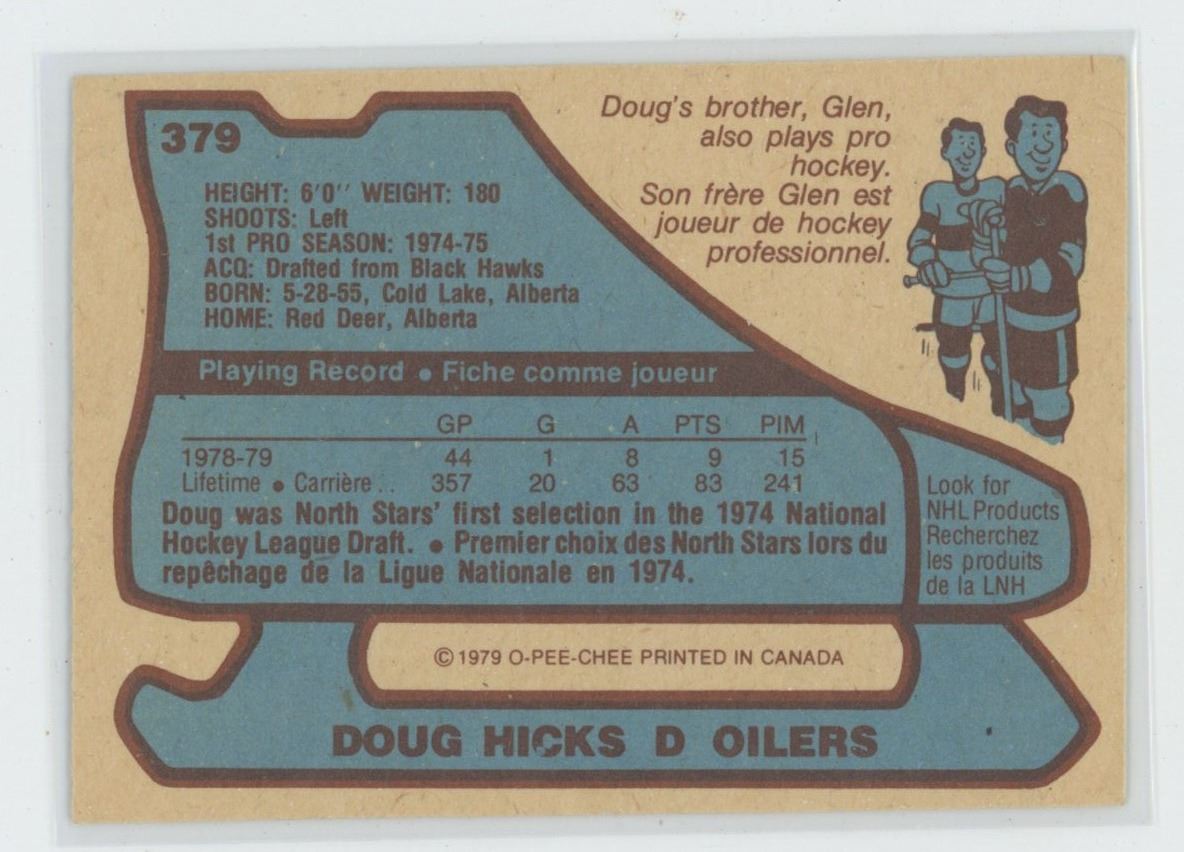 379
HEIGHT: 6'0'' WEIGHT: 180
SHOOTS: Left
1st PRO SEASON: 1974-75
ACQ: Drafted from Black Hawks
BORN: 5-28-55, Cold Lake, Alberta
HOME: Red Deer, Alberta
Doug's brother, Glen,
also plays pro
hockey.
Son frère Glen est
joueur de hockey
professionnel.
Playing Record • Fiche comme joueur
GP G A PTS PIM
1978-79 44 1 8 9 15
Lifetime • Carrière .. 357 20 63 83 241
Doug was North Stars' first selection in the 1974 National
Hockey League Draft. • Premier choix des North Stars lors du
repêchage de la Ligue Nationale en 1974.
Look for
NHL Products
Recherchez
les produits
de la LNH
© 1979 O-PEE-CHEE PRINTED IN CANADA
DOUG HICKS D OILERS